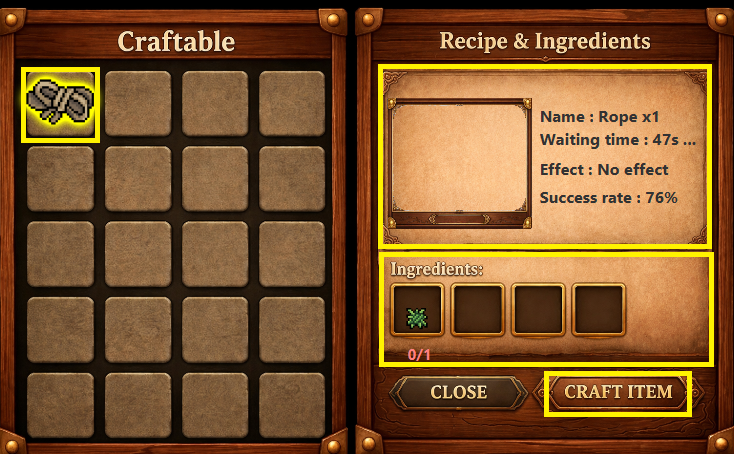 Craftable
Recipe & Ingredients
Name : Rope x1
Waiting time : 47s ...
Effect : No effect
Success rate : 76%
Ingredients:
0/1
CLOSE
CRAFT ITEM